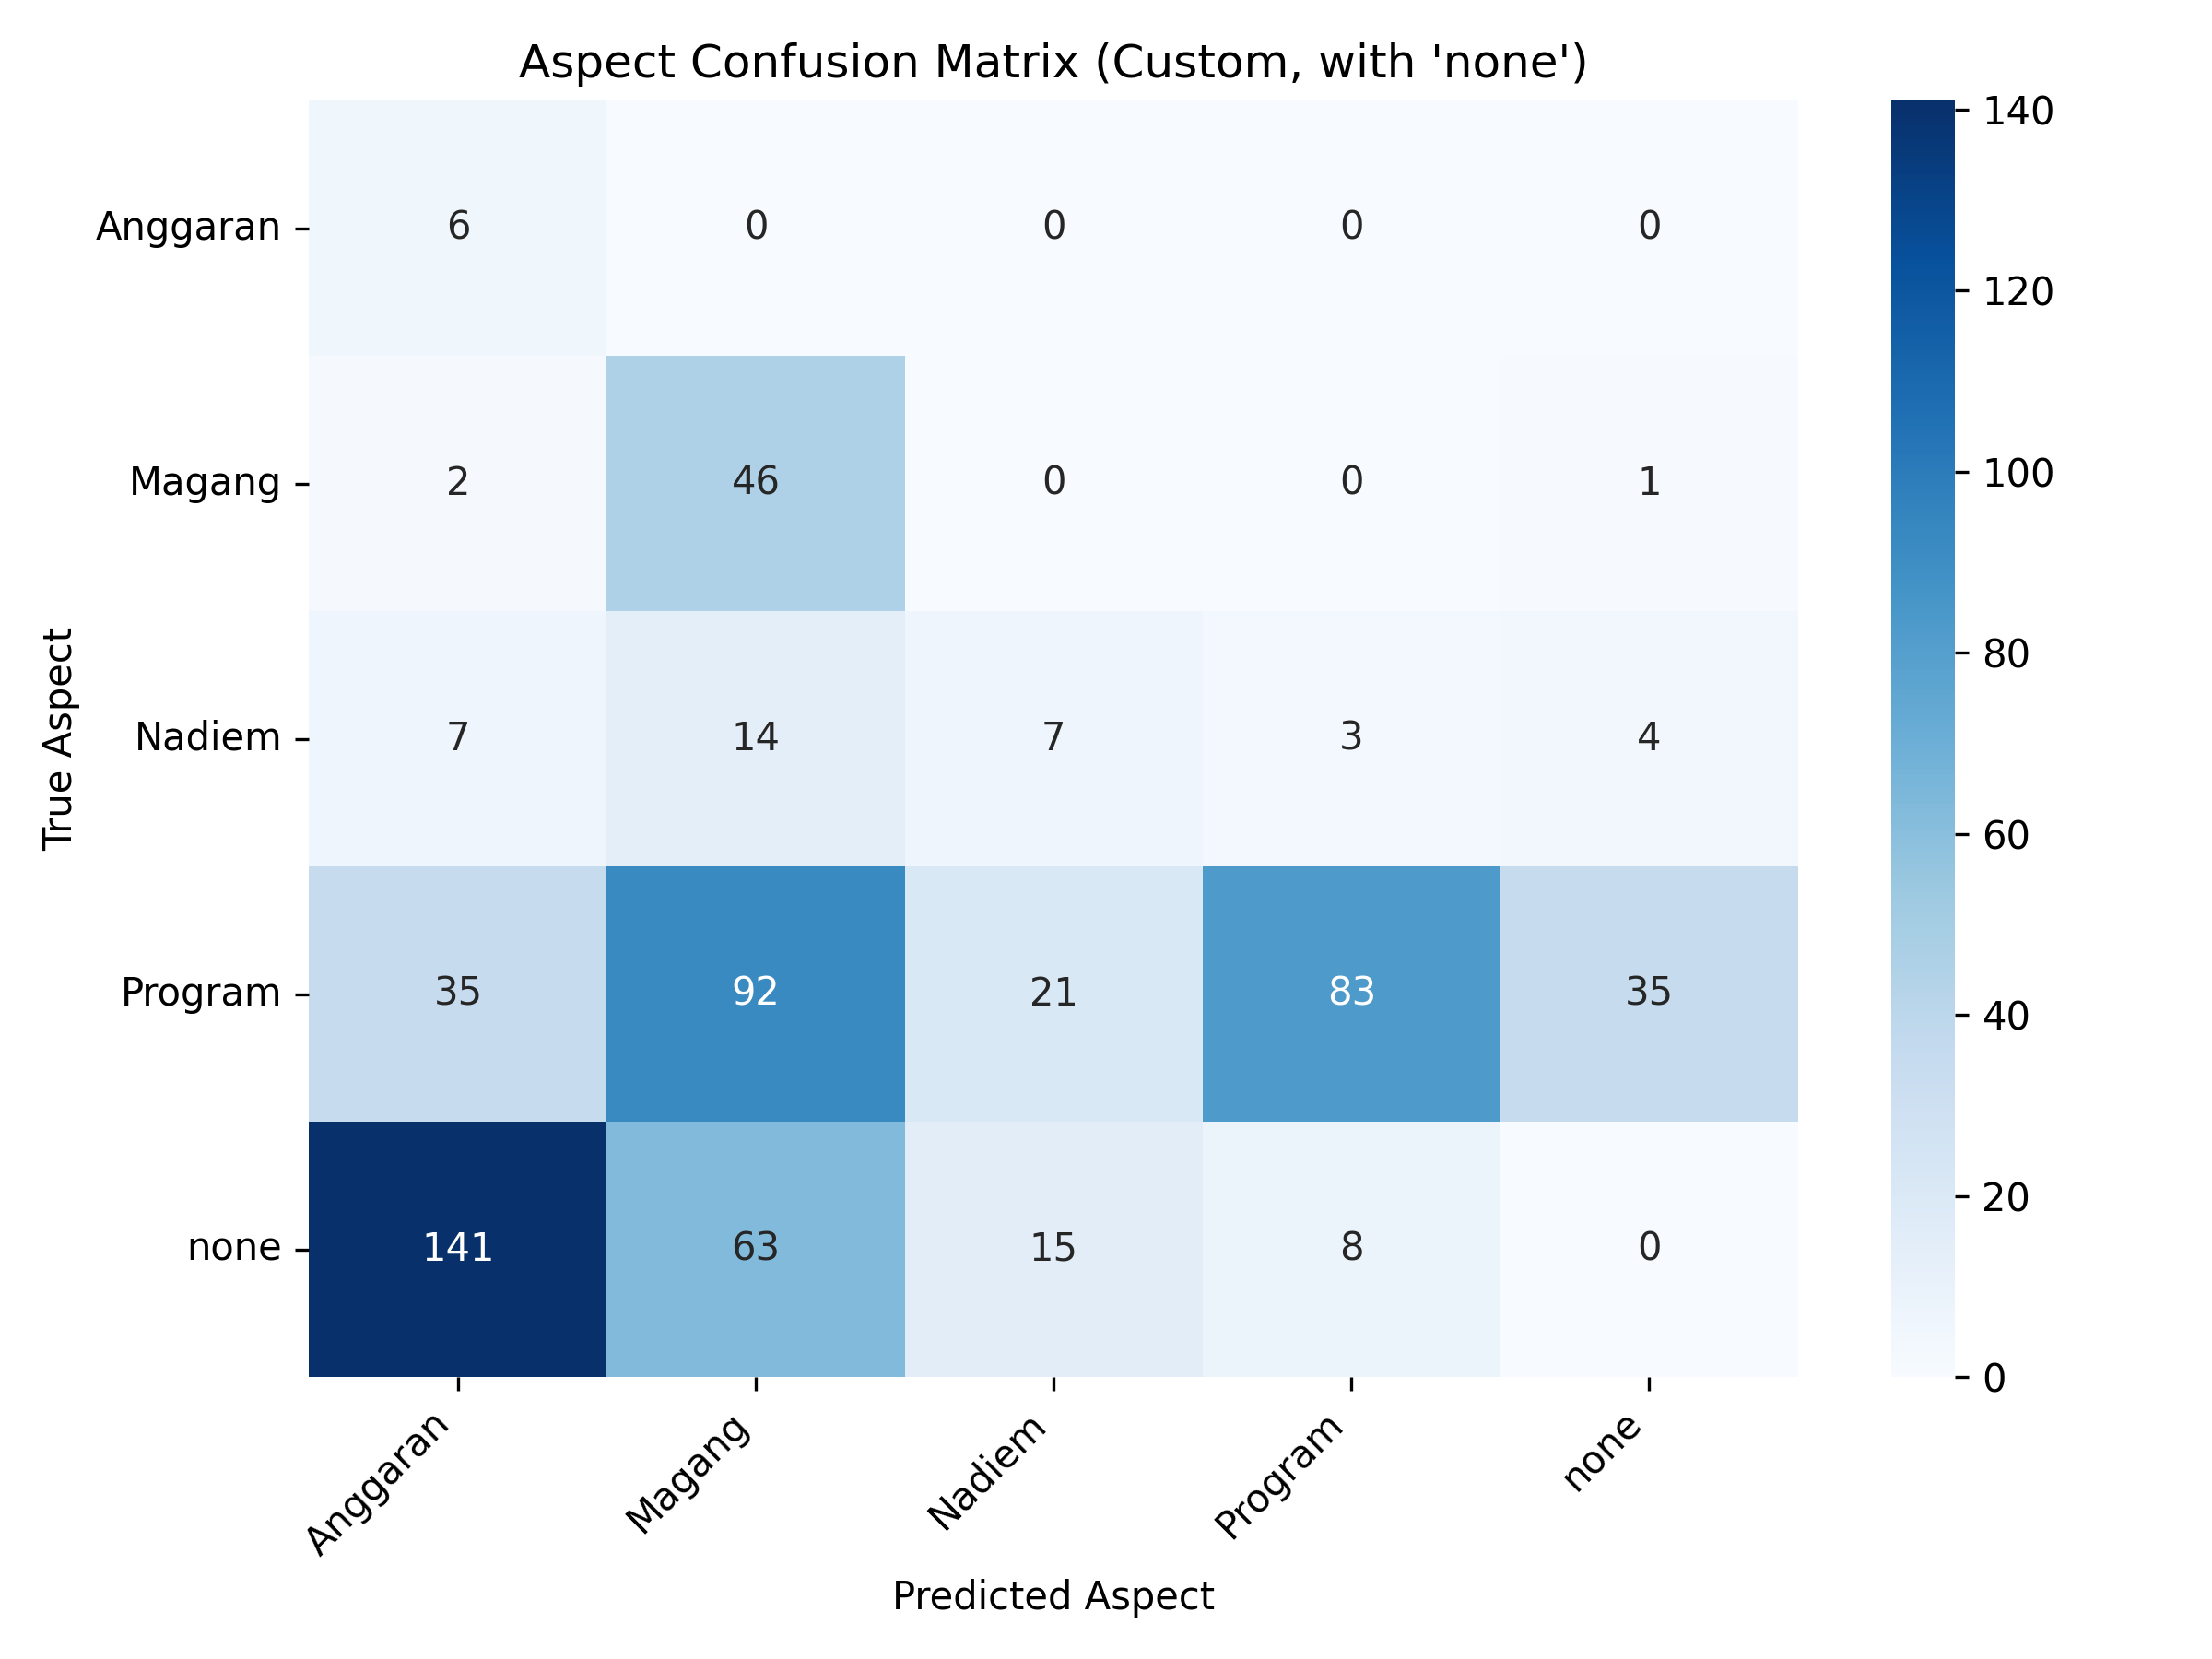 Aspect Confusion Matrix (Custom, with 'none')
True Aspect
Anggaran 6 0 0 0 0
Magang 2 46 0 0 1
Nadiem 7 14 7 3 4
Program 35 92 21 83 35
none 141 63 15 8 0
Anggaran Magang Nadiem Program none
Predicted Aspect
140
120
100
80
60
40
20
0